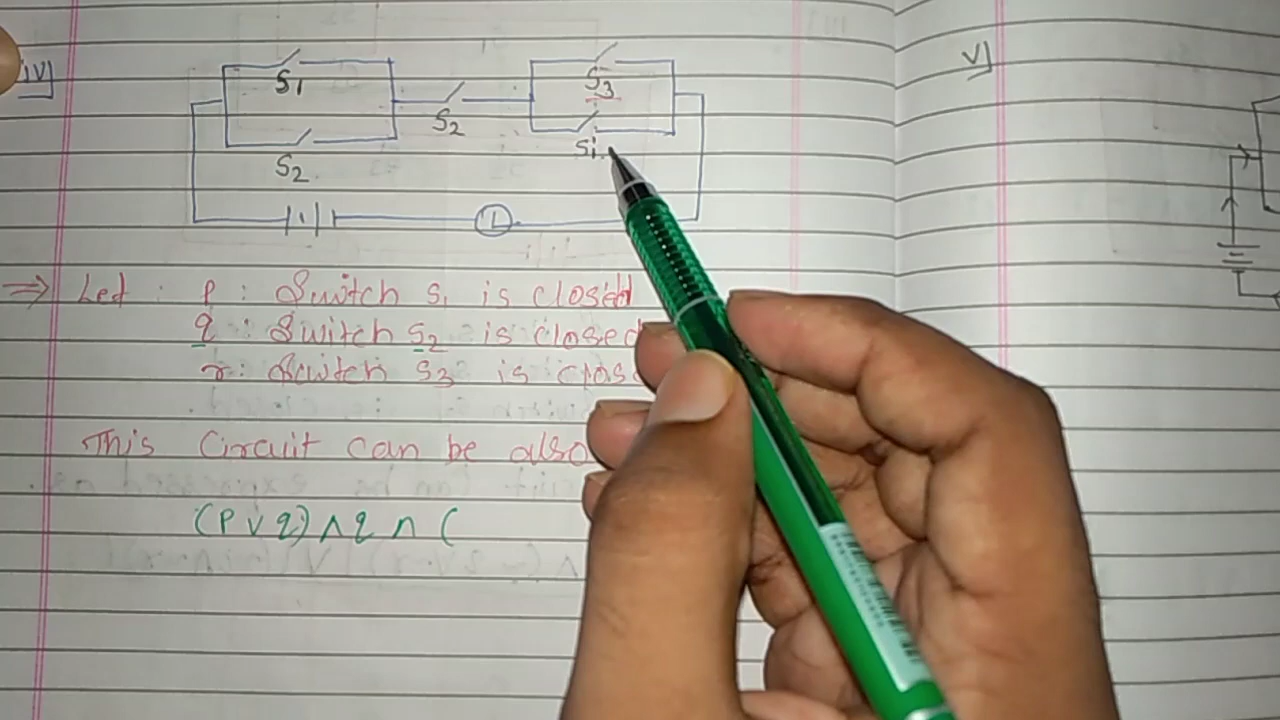 iv]
v]
S1
S3
S2
S1
S2
L
⇒ Let : p : Switch S1 is closed
q : Switch S2 is closed
r : Switch S3 is close
This Circuit can be also
(p ∨ q) ∧ q ∧ (